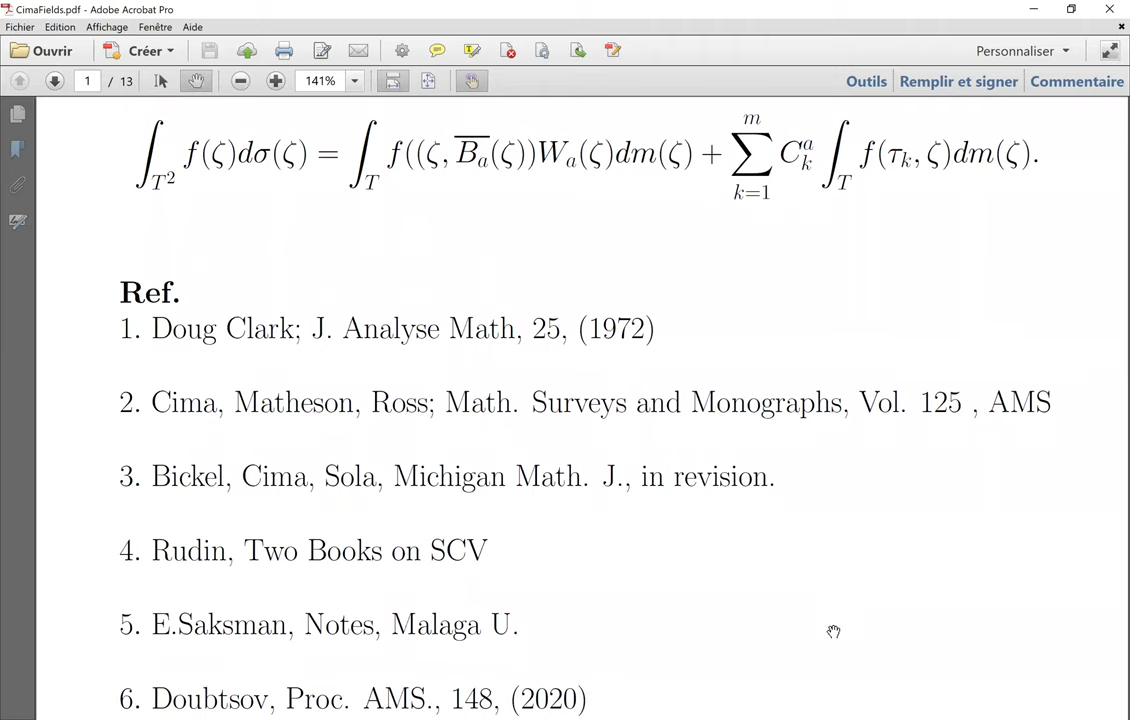 CimaFields.pdf - Adobe Acrobat Pro
Fichier Edition Affichage Fenêtre Aide
Ouvrir Créer Personnaliser
1 / 13 141% Outils Remplir et signer Commentaire
∫_{T^2} f(ζ)dσ(ζ) = ∫_T f((ζ, \overline{B_a}(ζ))W_a(ζ)dm(ζ) + ∑_{k=1}^{m} C_k^a ∫_T f(τ_k, ζ)dm(ζ).
Ref.
1. Doug Clark; J. Analyse Math, 25, (1972)
2. Cima, Matheson, Ross; Math. Surveys and Monographs, Vol. 125 , AMS
3. Bickel, Cima, Sola, Michigan Math. J., in revision.
4. Rudin, Two Books on SCV
5. E.Saksman, Notes, Malaga U.
6. Doubtsov, Proc. AMS., 148, (2020)